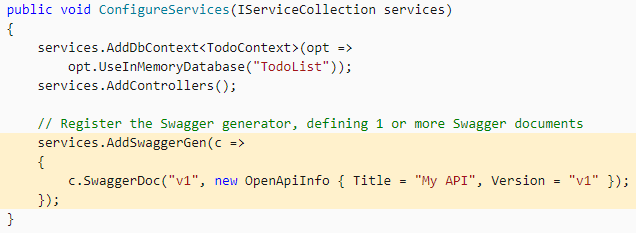 public void ConfigureServices(IServiceCollection services)
{
    services.AddDbContext<TodoContext>(opt =>
        opt.UseInMemoryDatabase("TodoList"));
    services.AddControllers();

    // Register the Swagger generator, defining 1 or more Swagger documents
    services.AddSwaggerGen(c =>
    {
        c.SwaggerDoc("v1", new OpenApiInfo { Title = "My API", Version = "v1" });
    });
}